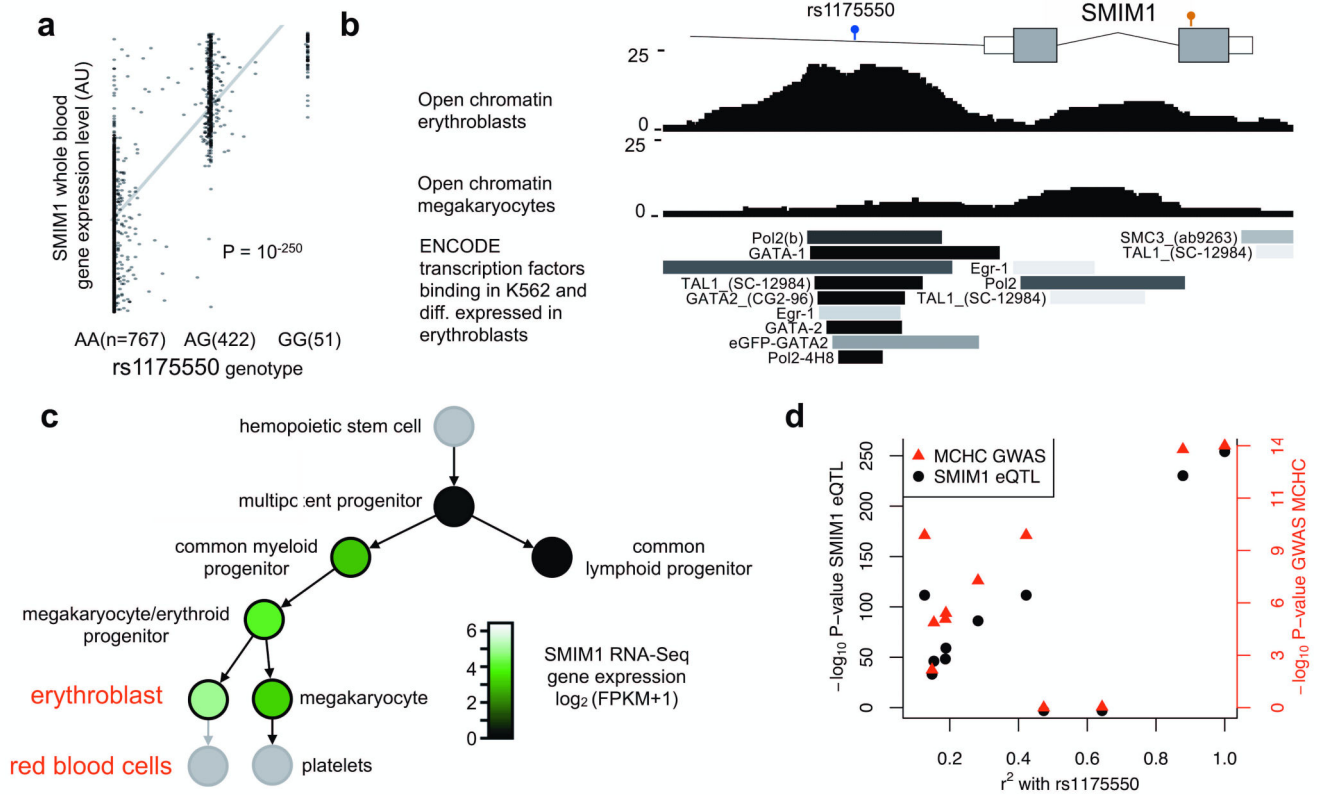 a
SMIM1 whole blood
gene expression level (AU)
P = 10-250
AA(n=767) AG(422) GG(51)
rs1175550 genotype
b
rs1175550
SMIM1
25
0
25
0
Open chromatin
erythroblasts
Open chromatin
megakaryocytes
ENCODE
transcription factors
binding in K562 and
diff. expressed in
erythroblasts
Pol2(b)
SMC3_(ab9263)
GATA-1
TAL1_(SC-12984)
Egr-1
TAL1_(SC-12984)
Pol2
GATA2_(CG2-96)
TAL1_(SC-12984)
Egr-1
GATA-2
eGFP-GATA2
Pol2-4H8
c
hemopoietic stem cell
common myeloid
progenitor
common
lymphoid progenitor
megakaryocyte/erythroid
progenitor
erythroblast
megakaryocyte
red blood cells
platelets
6
4
2
0
SMIM1 RNA-Seq
gene expression
log2 (FPKM+1)
d
MCHC GWAS
SMIM1 eQTL
−log10 P−value SMIM1 eQTL
250
200
150
100
50
0
14
11
9
6
3
0
−log10 P−value GWAS MCHC
0.2 0.4 0.6 0.8 1.0
r2 with rs1175550